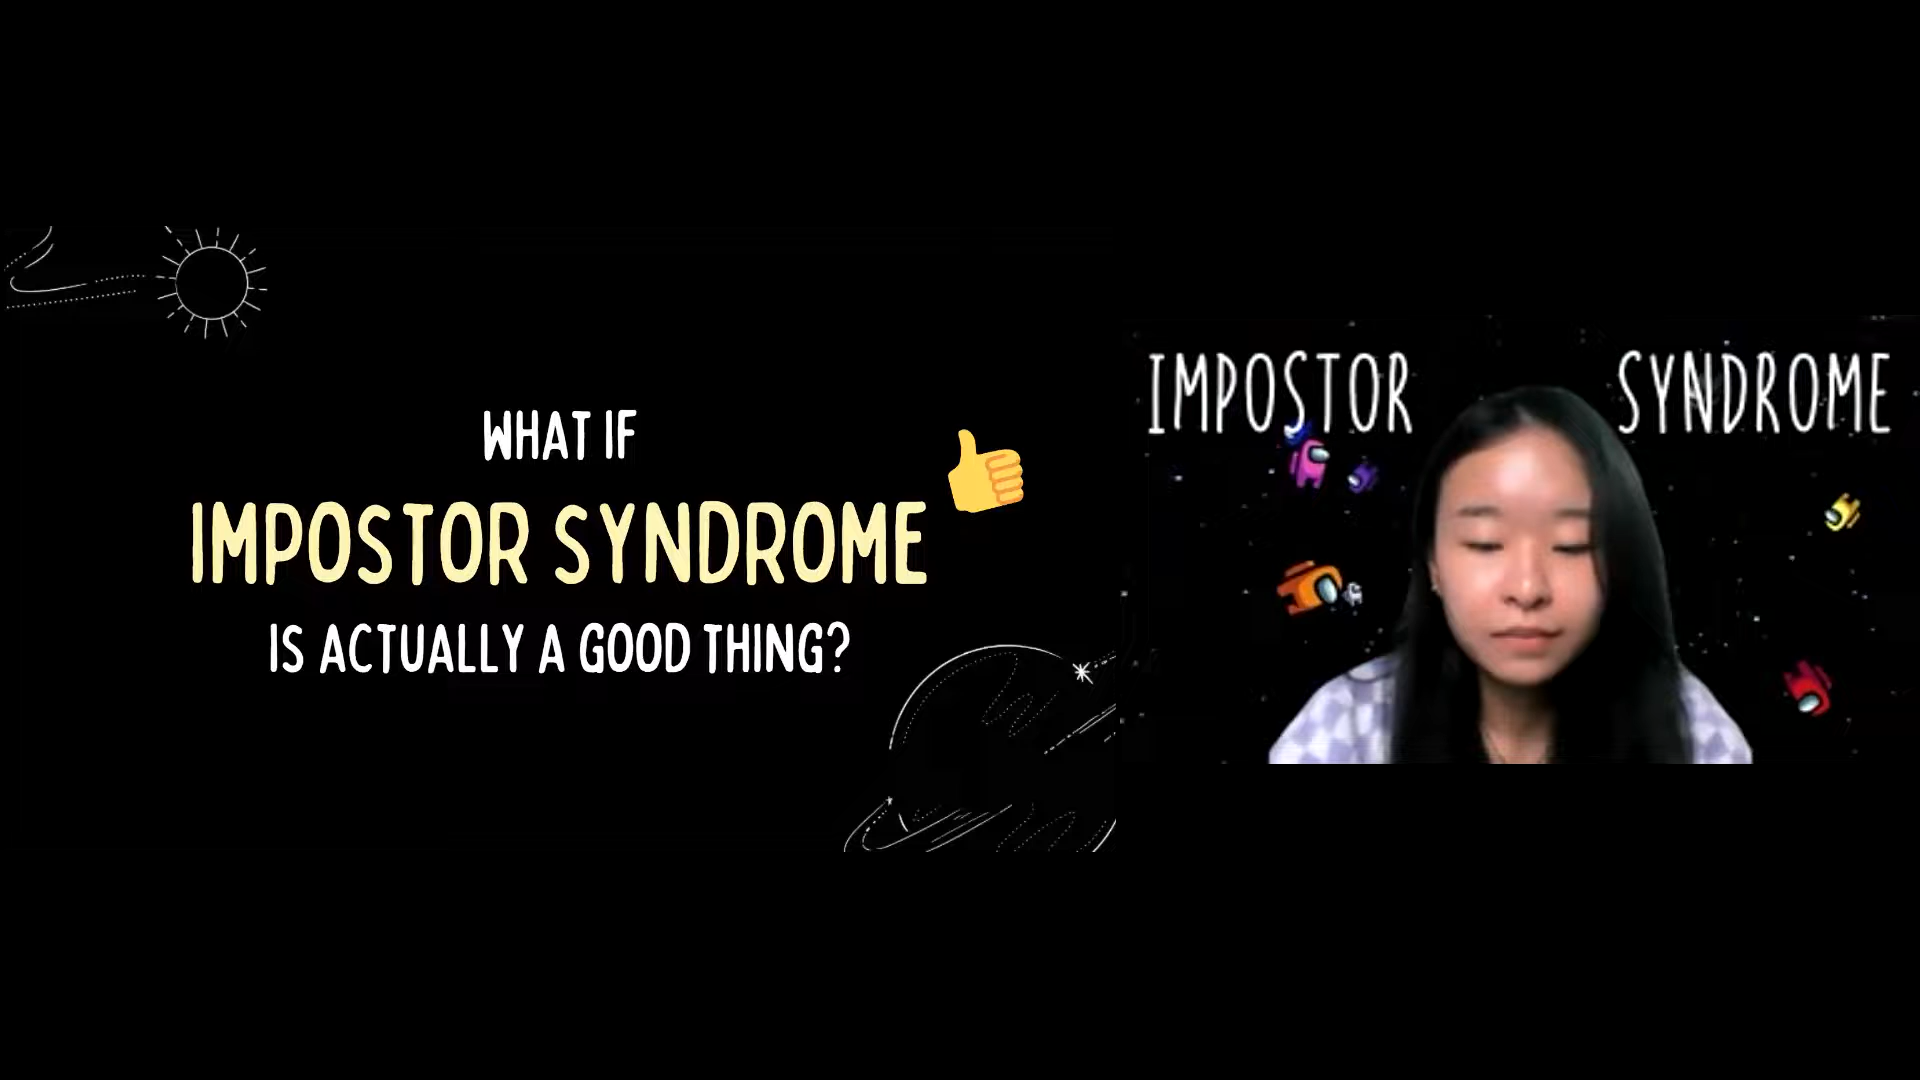 WHAT IF
IMPOSTOR SYNDROME
IS ACTUALLY A GOOD THING?
IMPOSTOR SYNDROME